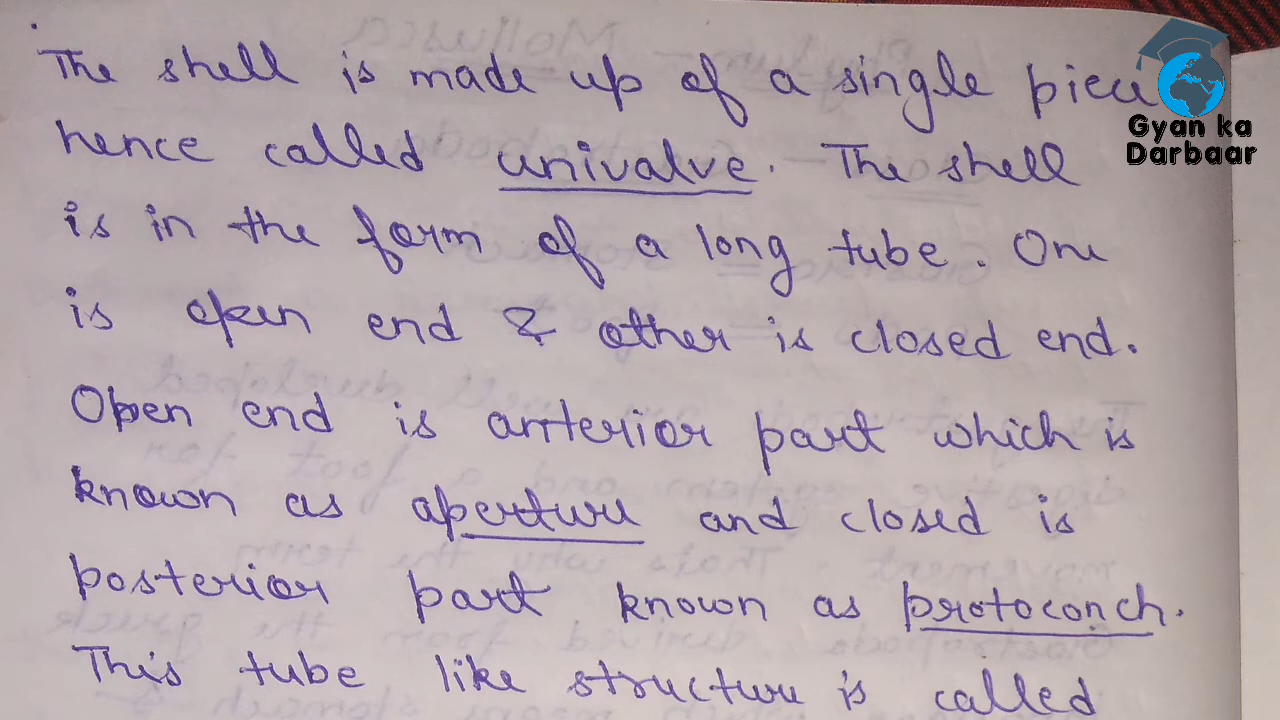 The shell is made up of a single piece
hence called univalve. The shell
is in the form of a long tube. One
is open end & other is closed end.
Open end is anterior part which is
known as aperture and closed is
posterior part known as protoconch.
This tube like structure is called
Gyan ka
Darbaar